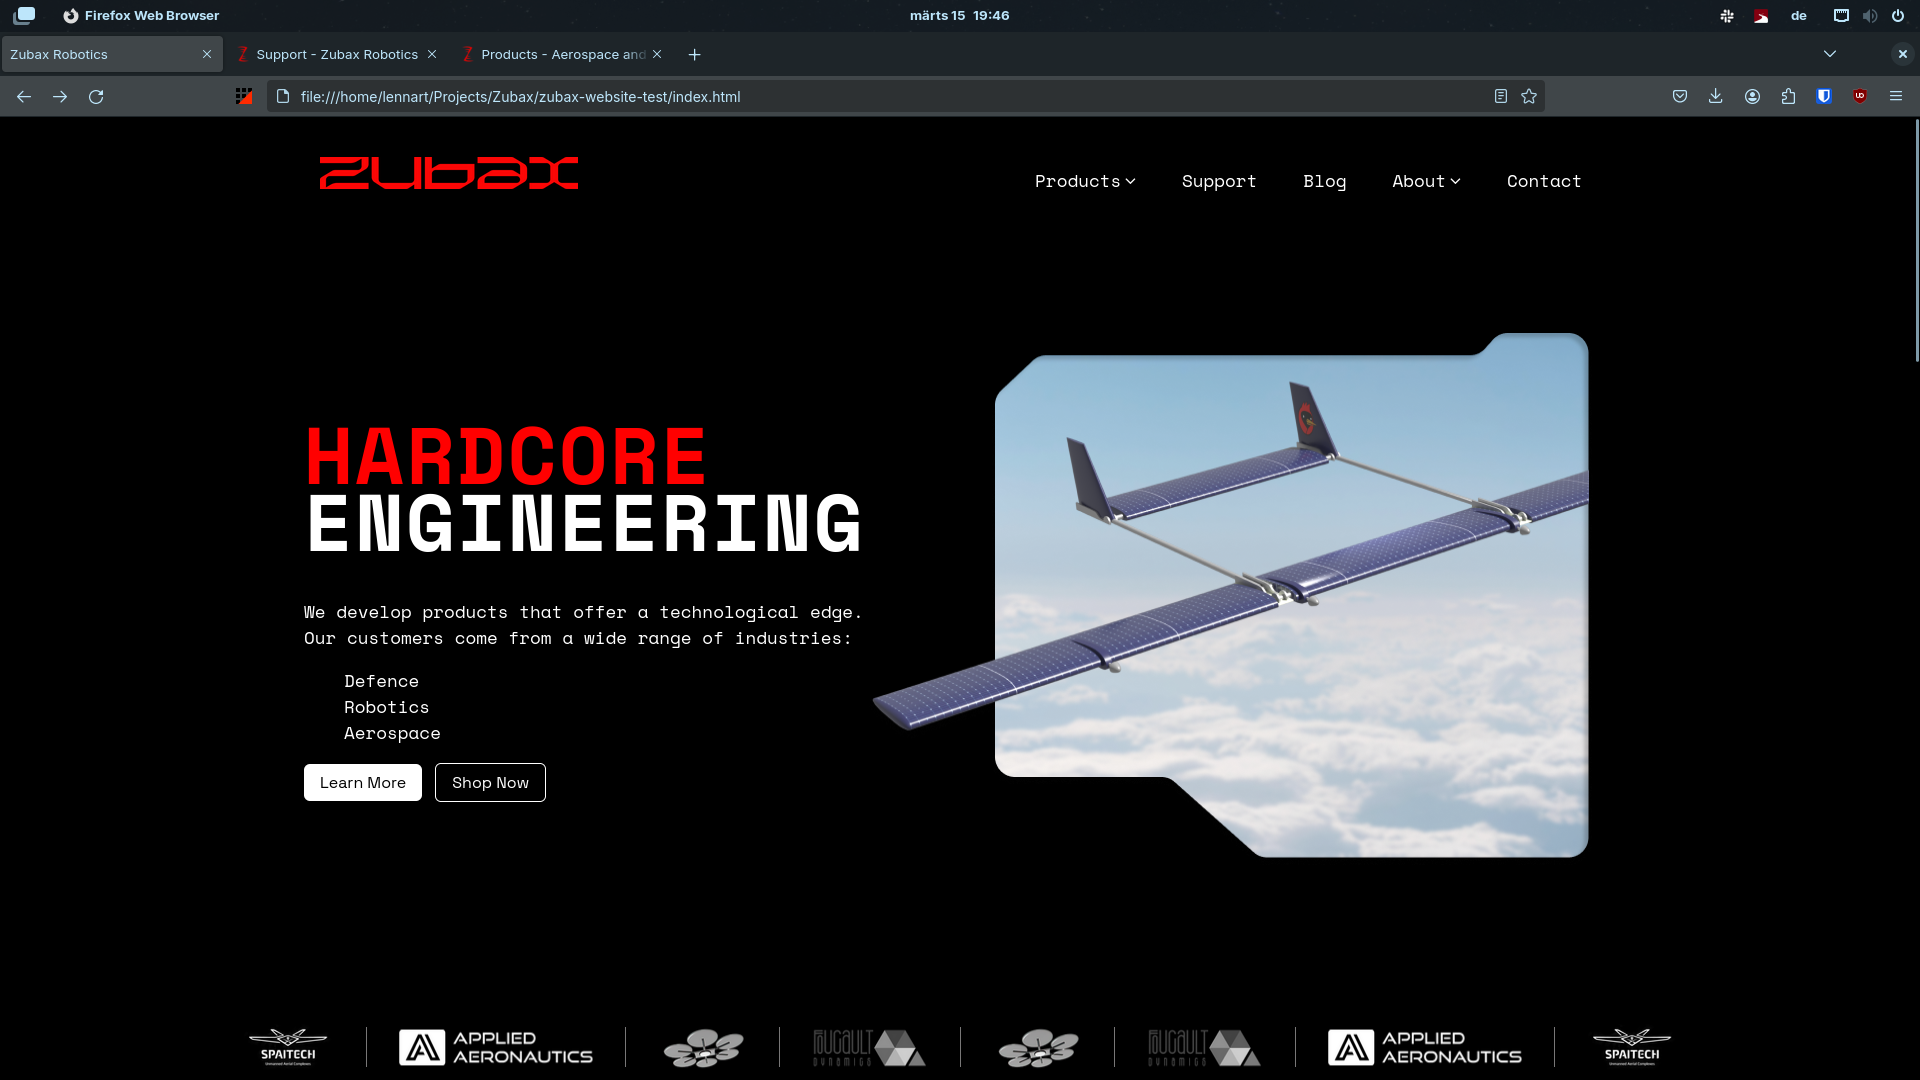 Firefox Web Browser
märts 15 19:46
de
Zubax Robotics
Support - Zubax Robotics
Products - Aerospace and
file:///home/lennart/Projects/Zubax/zubax-website-test/index.html
zubax
Products
Support
Blog
About
Contact
HARDCORE
ENGINEERING
We develop products that offer a technological edge.
Our customers come from a wide range of industries:
Defence
Robotics
Aerospace
Learn More
Shop Now
SPAITECH
APPLIED
AERONAUTICS
FOUCAULT
DYNAMICS
FOUCAULT
DYNAMICS
APPLIED
AERONAUTICS
SPAITECH